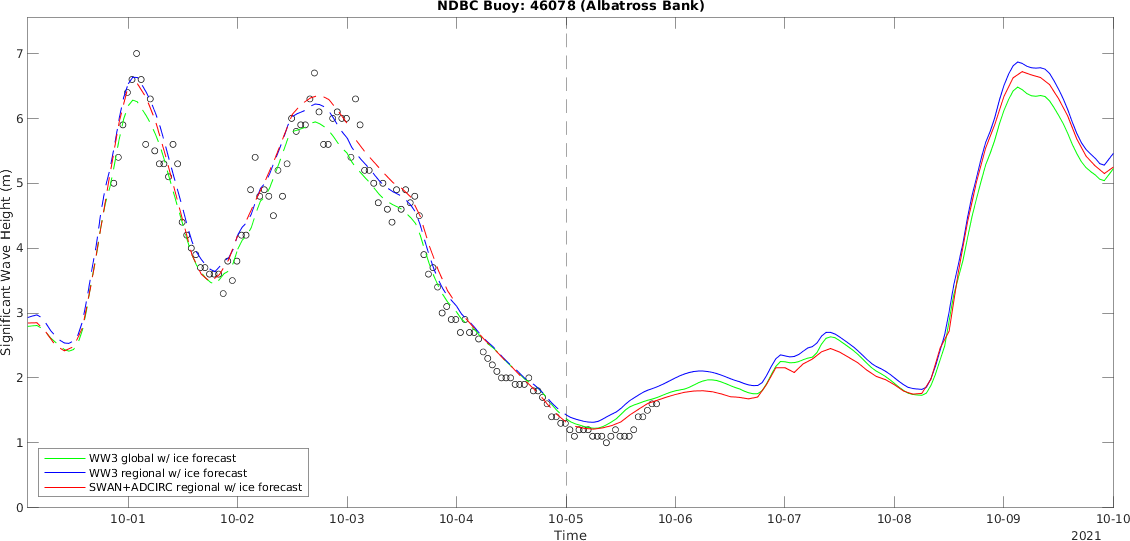 NDBC Buoy: 46078 (Albatross Bank)
Significant Wave Height (m)
7
6
5
4
3
2
1
0
WW3 global w/ ice forecast
WW3 regional w/ ice forecast
SWAN+ADCIRC regional w/ ice forecast
10-01 10-02 10-03 10-04 10-05 10-06 10-07 10-08 10-09 10-10
Time
2021